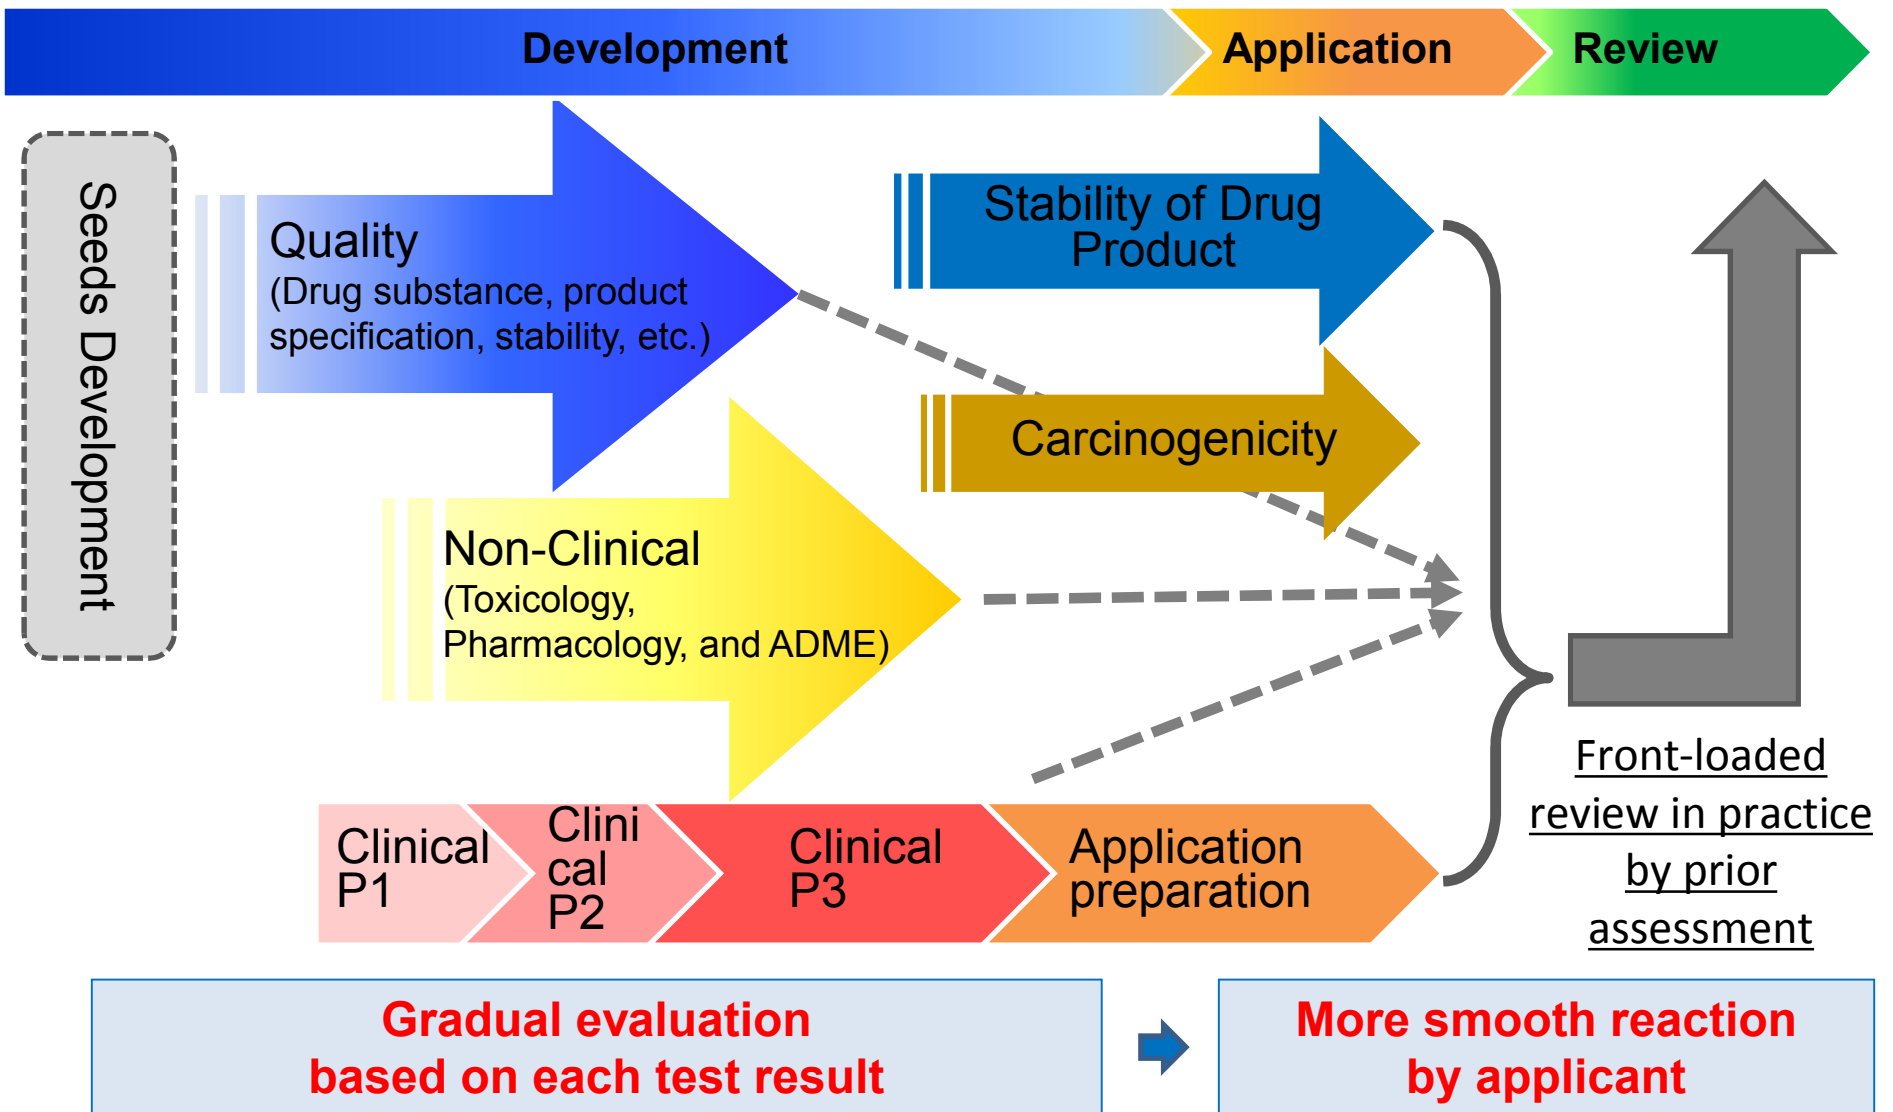 Development
Application
Review
Seeds Development
Quality
(Drug substance, product
specification, stability, etc.)
Stability of Drug
Product
Carcinogenicity
Non-Clinical
(Toxicology,
Pharmacology, and ADME)
Clinical
P1
Clini
cal
P2
Clinical
P3
Application
preparation
Front-loaded
review in practice
by prior
assessment
Gradual evaluation
based on each test result
More smooth reaction
by applicant